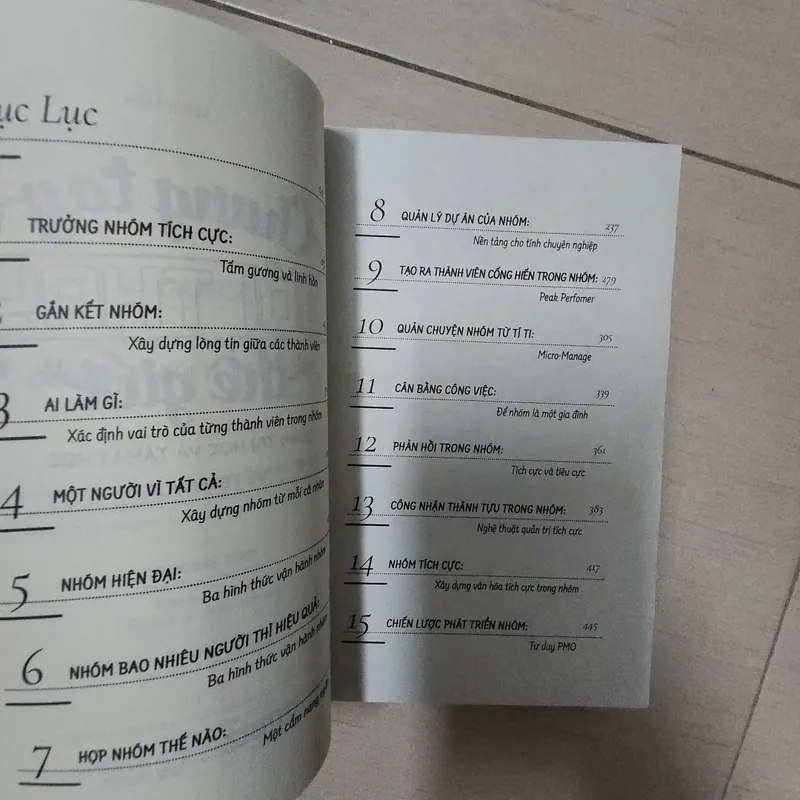 ục Lục
TRƯỞNG NHÓM TÍCH CỰC:
Tấm gương và linh hồn
GẮN KẾT NHÓM:
Xây dựng lòng tin giữa các thành viên
3 AI LÀM GÌ:
Xác định vai trò của từng thành viên trong nhóm
4 MỘT NGƯỜI VÌ TẤT CẢ:
Xây dựng nhóm từ mỗi cá nhân
5 NHÓM HIỆN ĐẠI:
Ba hình thức vận hành nhóm
6 NHÓM BAO NHIÊU NGƯỜI THÌ HIỆU QUẢ:
Ba hình thức vận hành nhóm
7 HỌP NHÓM THẾ NÀO:
Một cẩm nang
8 QUẢN LÝ DỰ ÁN CỦA NHÓM: 237
Nền tảng cho tính chuyên nghiệp
9 TẠO RA THÀNH VIÊN CỐNG HIẾN TRONG NHÓM: 279
Peak Perfomer
10 QUẢN CHUYỆN NHÓM TỪ TÍ TI: 305
Micro-Manage
11 CÂN BẰNG CÔNG VIỆC: 339
Để nhóm là một gia đình
12 PHẢN HỒI TRONG NHÓM: 361
Tích cực và tiêu cực
13 CÔNG NHẬN THÀNH TỰU TRONG NHÓM: 383
Nghệ thuật quản trị tích cực
14 NHÓM TÍCH CỰC: 417
Xây dựng văn hóa tích cực trong nhóm
15 CHIẾN LƯỢC PHÁT TRIỂN NHÓM: 445
Tư duy PMO